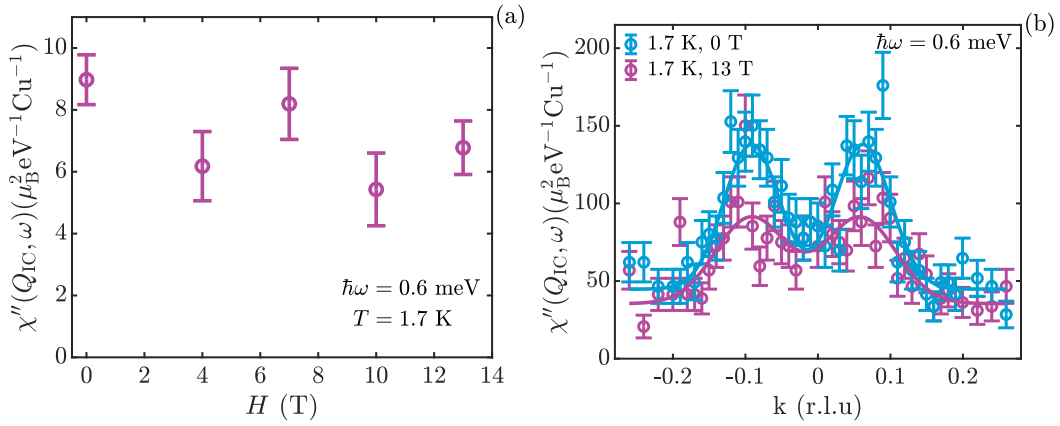 (a)
χ′′(Q_IC, ω)(μ_B^2 eV^−1 Cu^−1)
10
8
6
4
2
0
ħω = 0.6 meV
T = 1.7 K
0 2 4 6 8 10 12 14
H (T)
(b)
χ′′(Q_IC, ω)(μ_B^2 eV^−1 Cu^−1)
200
150
100
50
0
1.7 K, 0 T
1.7 K, 13 T
ħω = 0.6 meV
-0.2 -0.1 0 0.1 0.2
k (r.l.u)